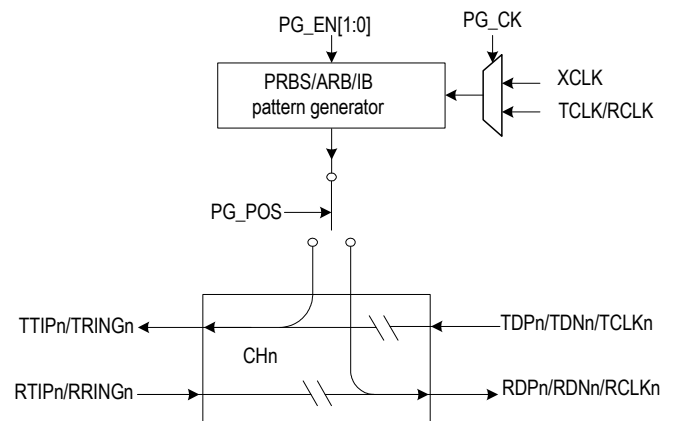 PG_EN[1:0]
PG_CK
PRBS/ARB/IB
pattern generator
XCLK
TCLK/RCLK
PG_POS
TTIPn/TRINGn
TDPn/TDNn/TCLKn
CHn
RTIPn/RRINGn
RDPn/RDNn/RCLKn